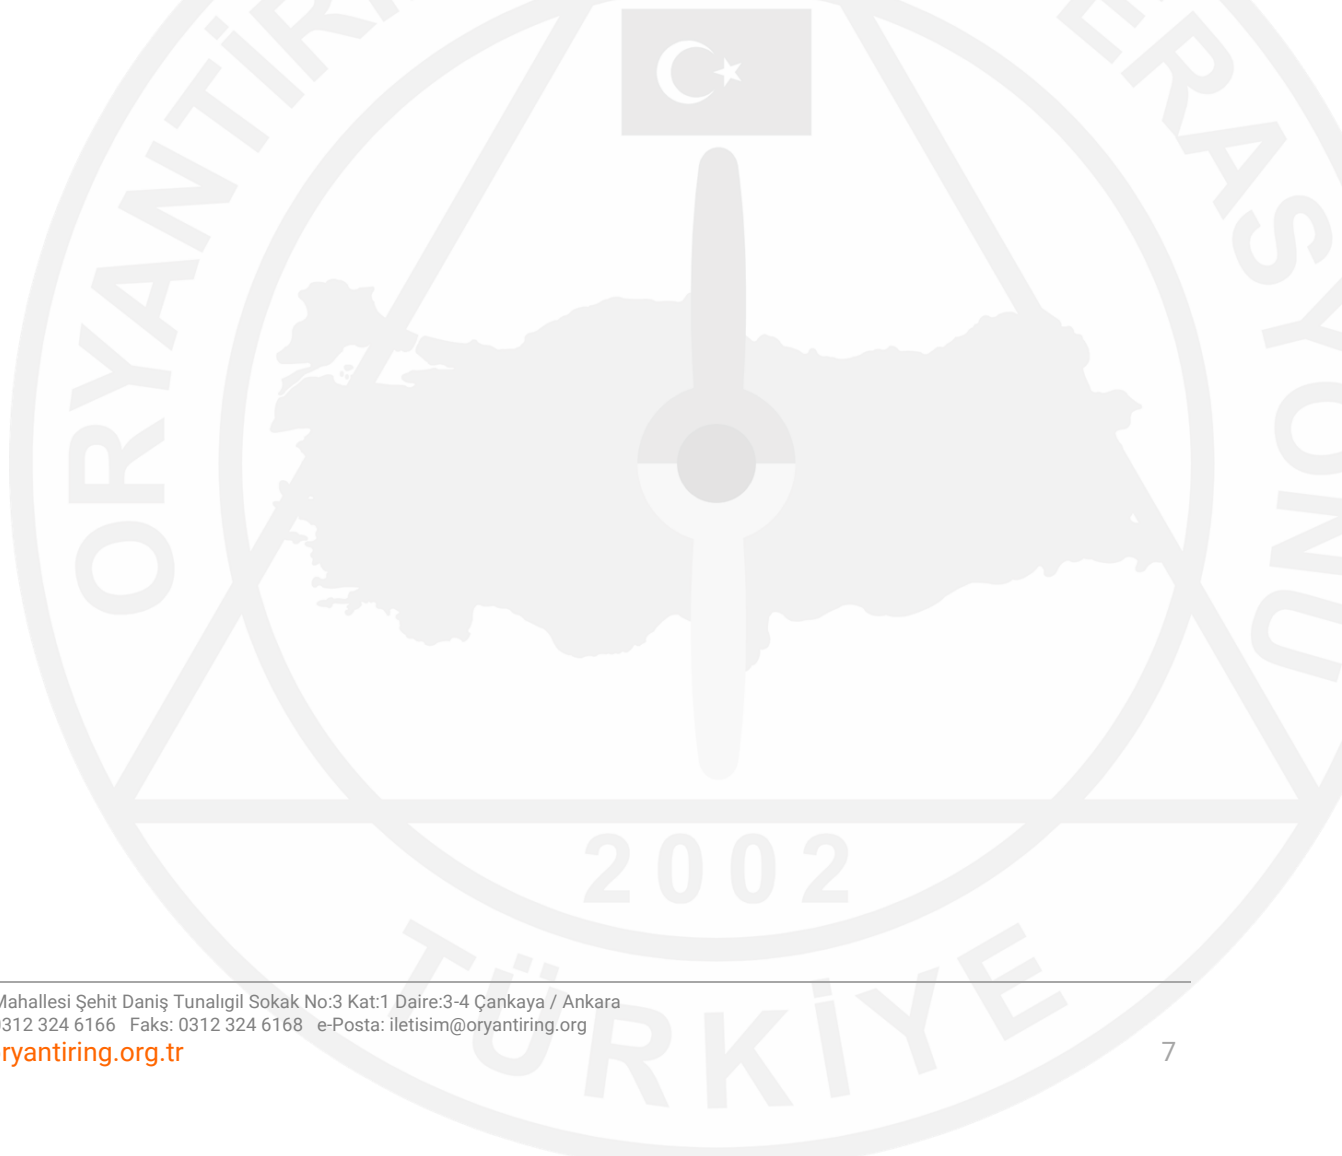 ORYANTİR
ERASYONU
2002
TÜRKİYE
Mahallesi Şehit Daniş Tunalıgil Sokak No:3 Kat:1 Daire:3-4 Çankaya / Ankara
0312 324 6166 Faks: 0312 324 6168 e-Posta: iletisim@oryantiring.org
ryantiring.org.tr
7